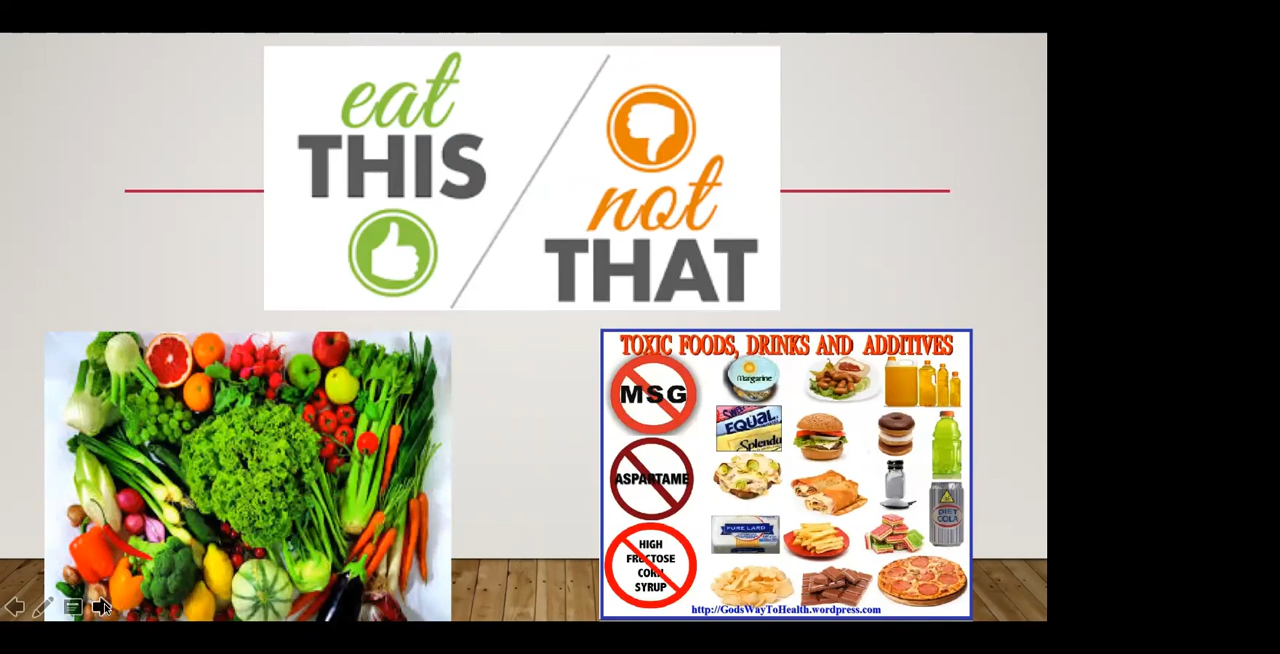 eat
THIS
not
THAT
TOXIC FOODS, DRINKS AND ADDITIVES
MSG
Margarine
EQUAL
Splenda
ASPARTAME
PURE LARD
DIET
COLA
HIGH
FRUCTOSE
CORN
SYRUP
http://GodsWayToHealth.wordpress.com